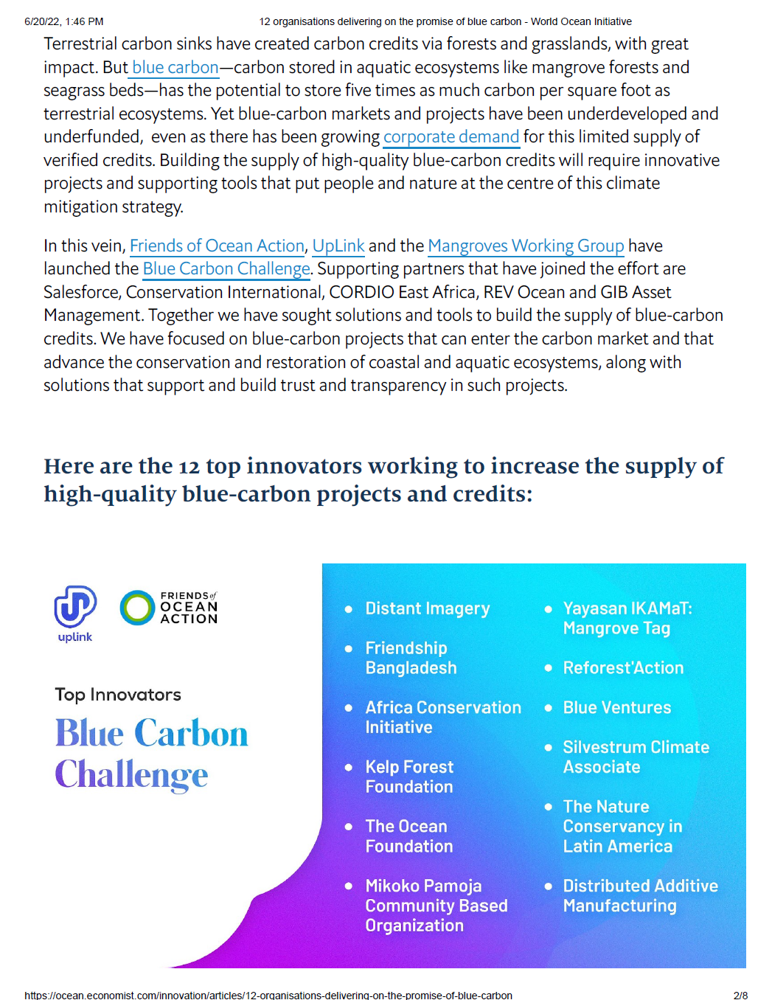 6/20/22, 1:46 PM 12 organisations delivering on the promise of blue carbon - World Ocean Initiative
Terrestrial carbon sinks have created carbon credits via forests and grasslands, with great
impact. But blue carbon—carbon stored in aquatic ecosystems like mangrove forests and
seagrass beds—has the potential to store five times as much carbon per square foot as
terrestrial ecosystems. Yet blue-carbon markets and projects have been underdeveloped and
underfunded, even as there has been growing corporate demand for this limited supply of
verified credits. Building the supply of high-quality blue-carbon credits will require innovative
projects and supporting tools that put people and nature at the centre of this climate
mitigation strategy.
In this vein, Friends of Ocean Action, UpLink and the Mangroves Working Group have
launched the Blue Carbon Challenge. Supporting partners that have joined the effort are
Salesforce, Conservation International, CORDIO East Africa, REV Ocean and GIB Asset
Management. Together we have sought solutions and tools to build the supply of blue-carbon
credits. We have focused on blue-carbon projects that can enter the carbon market and that
advance the conservation and restoration of coastal and aquatic ecosystems, along with
solutions that support and build trust and transparency in such projects.
Here are the 12 top innovators working to increase the supply of
high-quality blue-carbon projects and credits:
uplink
FRIENDS of
OCEAN
ACTION
Top Innovators
Blue Carbon
Challenge
• Distant Imagery
• Friendship
Bangladesh
• Africa Conservation
Initiative
• Kelp Forest
Foundation
• The Ocean
Foundation
• Mikoko Pamoja
Community Based
Organization
• Yayasan IKAMaT:
Mangrove Tag
• Reforest'Action
• Blue Ventures
• Silvestrum Climate
Associate
• The Nature
Conservancy in
Latin America
• Distributed Additive
Manufacturing
https://ocean.economist.com/innovation/articles/12-organisations-delivering-on-the-promise-of-blue-carbon 2/8